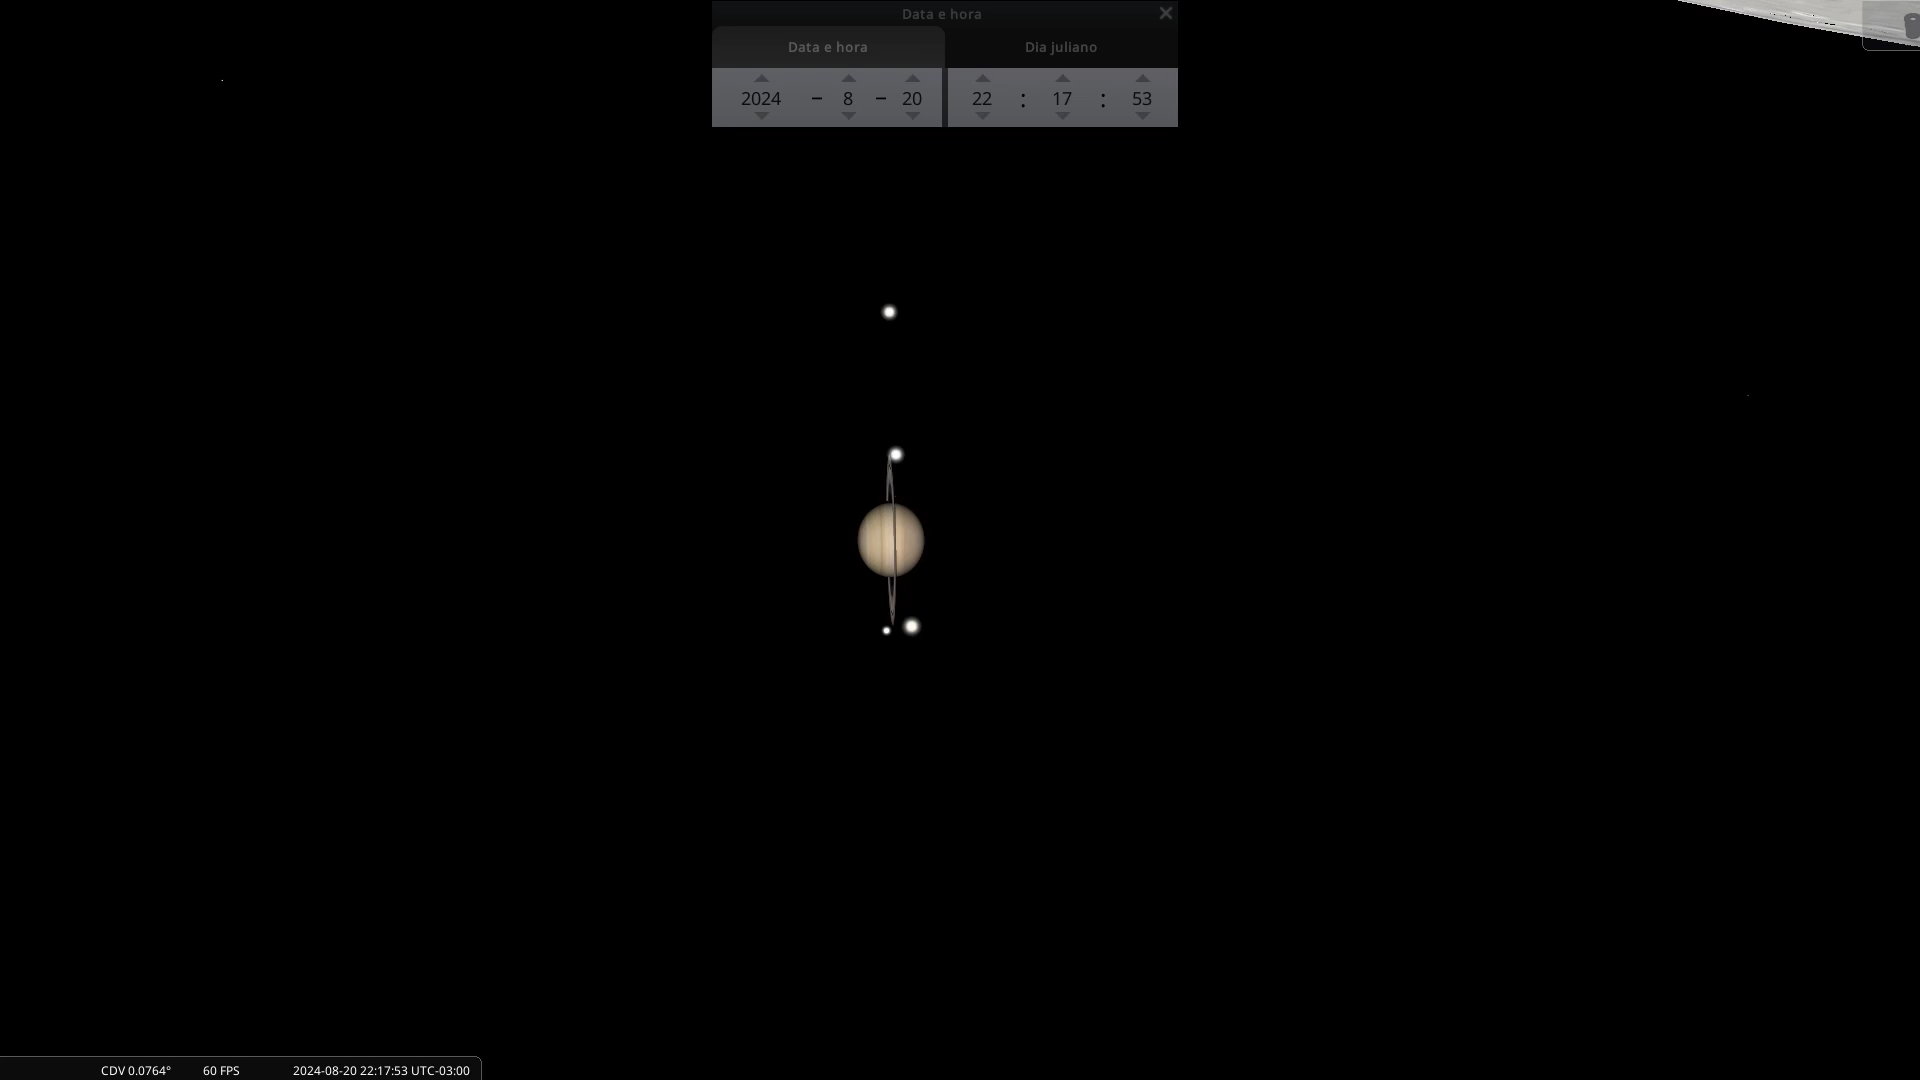 Data e hora
Data e hora Dia juliano
2024 - 8 - 20 22 : 17 : 53
CDV 0.0764° 60 FPS 2024-08-20 22:17:53 UTC-03:00